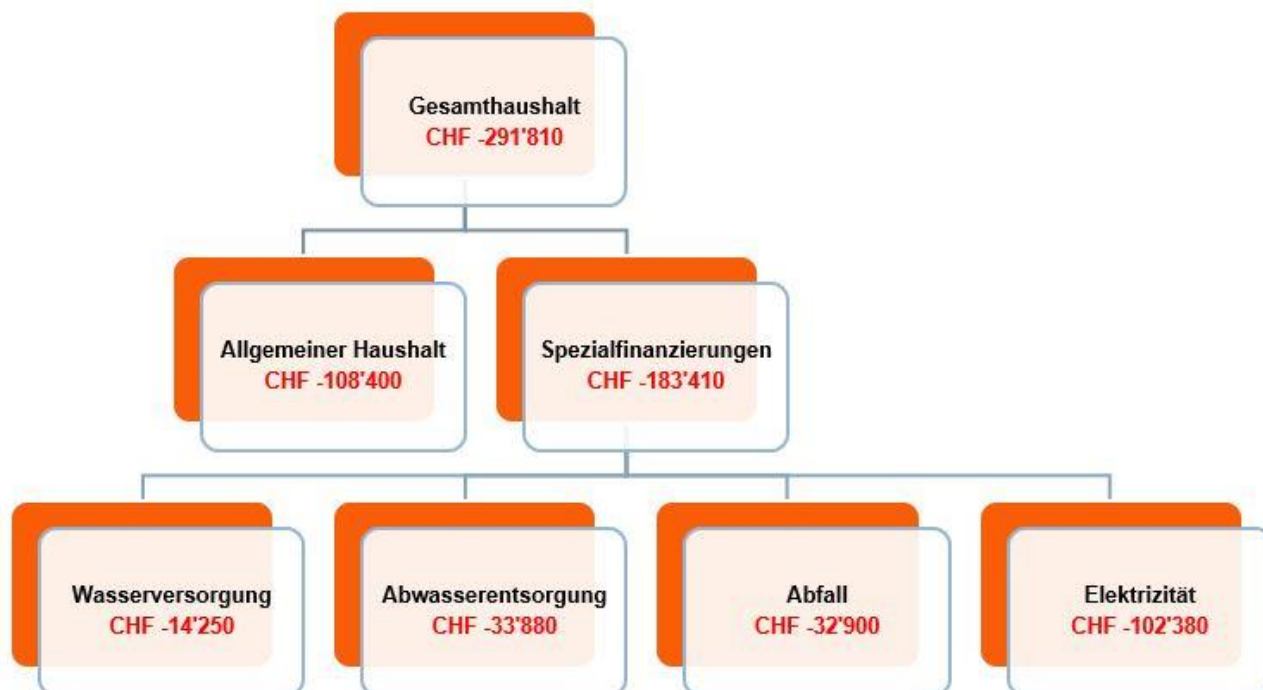 Gesamthaushalt
CHF -291'810
Allgemeiner Haushalt
CHF -108'400
Spezialfinanzierungen
CHF -183'410
Wasserversorgung
CHF -14'250
Abwasserentsorgung
CHF -33'880
Abfall
CHF -32'900
Elektrizität
CHF -102'380